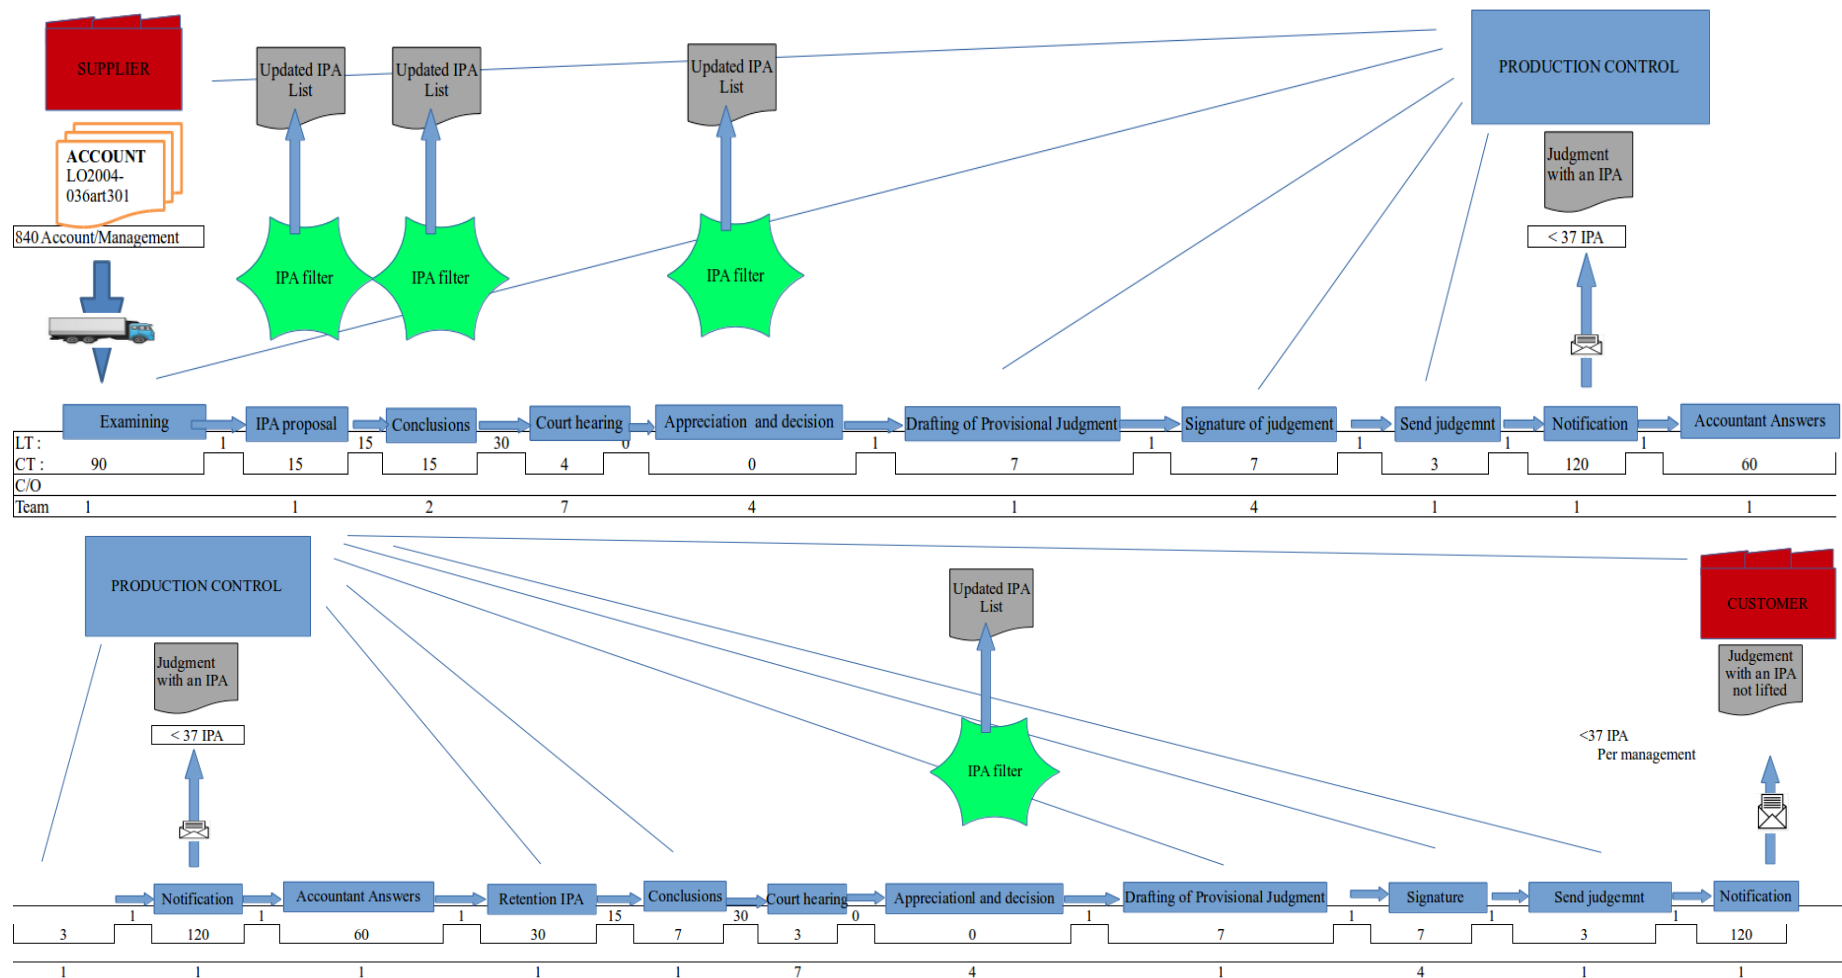 SUPPLIER
ACCOUNT
LO2004-
036art301
840 Account/Management
Updated IPA
List
Updated IPA
List
Updated IPA
List
IPA filter
IPA filter
IPA filter
PRODUCTION CONTROL
Judgment
with an IPA
< 37 IPA
Examining
IPA proposal
Conclusions
Court hearing
Appreciation and decision
Drafting of Provisional Judgment
Signature of judgement
Send judgemnt
Notification
Accountant Answers
LT : 1 15 30 0 1 1 1 1 1
CT : 90 15 15 4 0 7 7 3 120 60
C/O
Team 1 1 2 7 4 1 4 1 1 1
PRODUCTION CONTROL
Judgment
with an IPA
< 37 IPA
Updated IPA
List
IPA filter
CUSTOMER
Judgement
with an IPA
not lifted
<37 IPA
Per management
Notification
Accountant Answers
Retention IPA
Conclusions
Court hearing
Appreciationl and decision
Drafting of Provisional Judgment
Signature
Send judgemnt
Notification
1 1 1 15 30 0 1 1 1 1
3 120 60 30 7 3 0 7 7 3 120
1 1 1 1 1 7 4 1 4 1 1